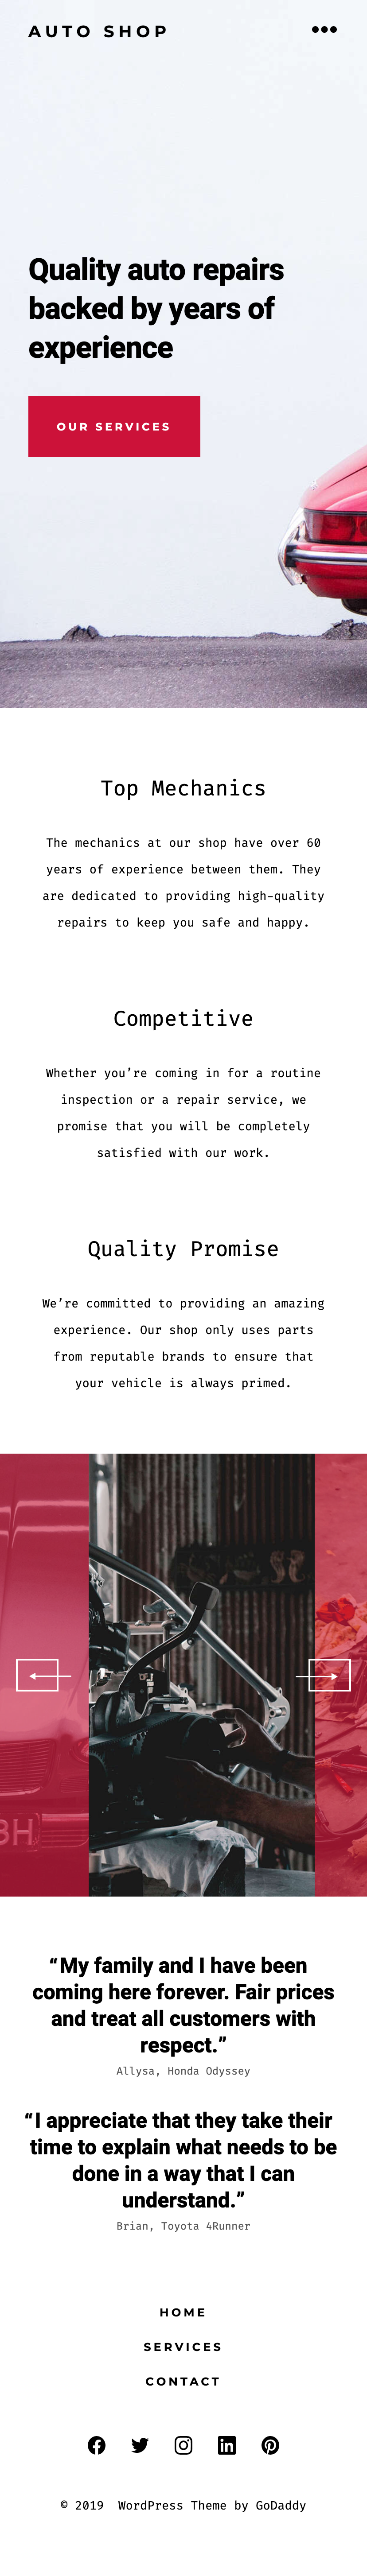 AUTO SHOP
Quality auto repairs
backed by years of
experience
OUR SERVICES
Top Mechanics
The mechanics at our shop have over 60
years of experience between them. They
are dedicated to providing high-quality
repairs to keep you safe and happy.
Competitive
Whether you’re coming in for a routine
inspection or a repair service, we
promise that you will be completely
satisfied with our work.
Quality Promise
We’re committed to providing an amazing
experience. Our shop only uses parts
from reputable brands to ensure that
your vehicle is always primed.
BH
“My family and I have been
coming here forever. Fair prices
and treat all customers with
respect.”
Allysa, Honda Odyssey
“I appreciate that they take their
time to explain what needs to be
done in a way that I can
understand.”
Brian, Toyota 4Runner
HOME
SERVICES
CONTACT
© 2019  WordPress Theme by GoDaddy